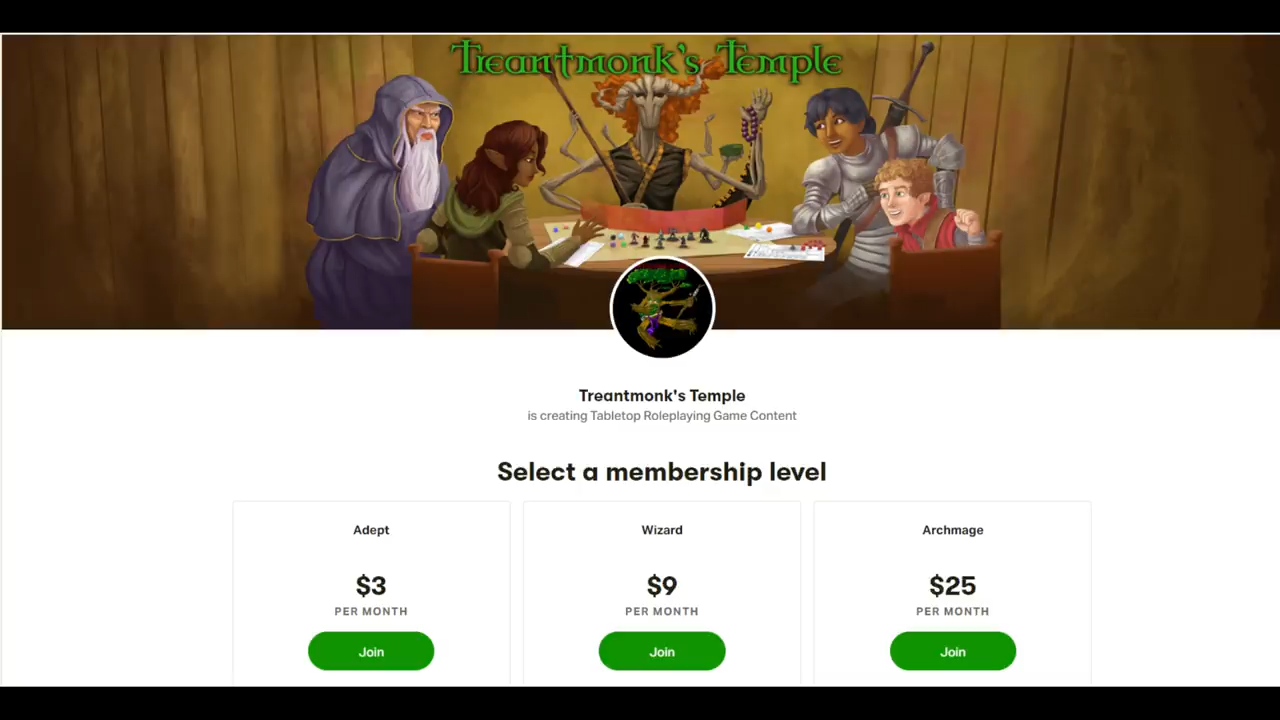 Treantmonk's Temple
Treantmonk's Temple
is creating Tabletop Roleplaying Game Content
Select a membership level
Adept
$3
PER MONTH
Join
Wizard
$9
PER MONTH
Join
Archmage
$25
PER MONTH
Join